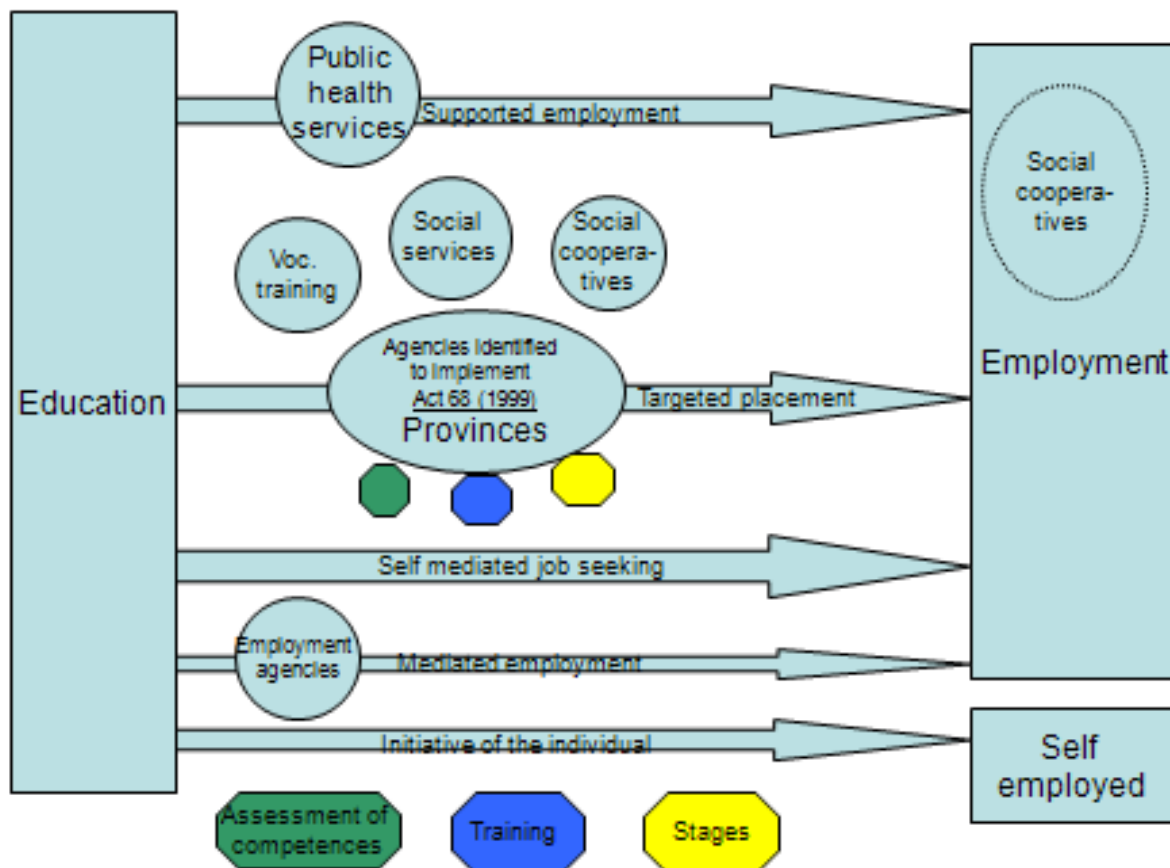 Public
health
services
Supported employment
Social
coopera-
tives
Social
services
Social
coopera-
tives
Voc.
training
Agencies identified
to implement
Act 68 (1999)
Provinces
Targeted placement
Education
Employment
Self mediated job seeking
Employment
agencies
Mediated employment
Initiative of the individual
Self
employed
Assessment of
competences
Training
Stages